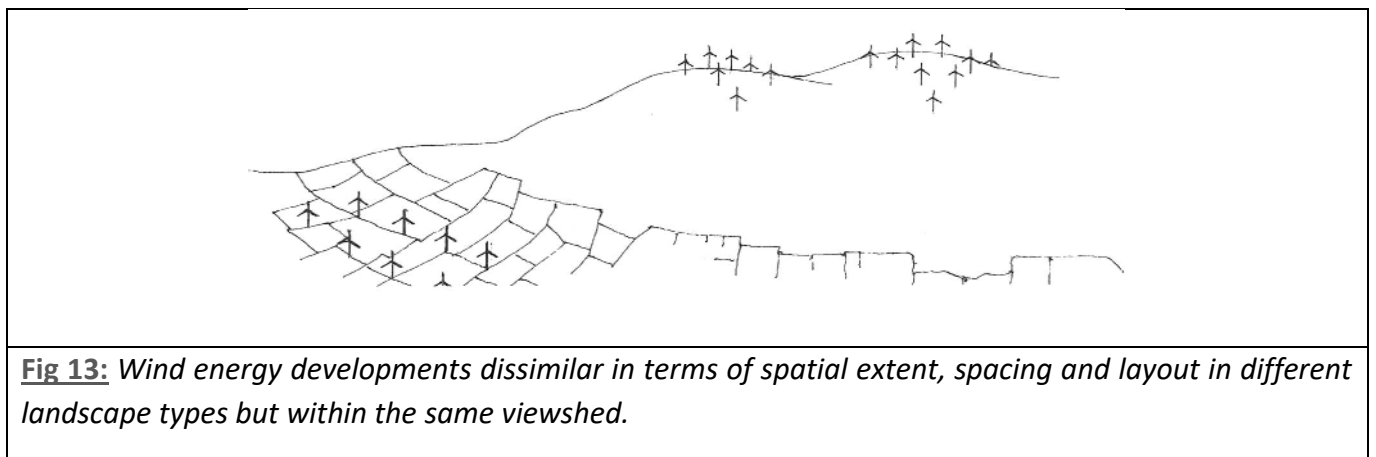 Fig 13: Wind energy developments dissimilar in terms of spatial extent, spacing and layout in different
landscape types but within the same viewshed.